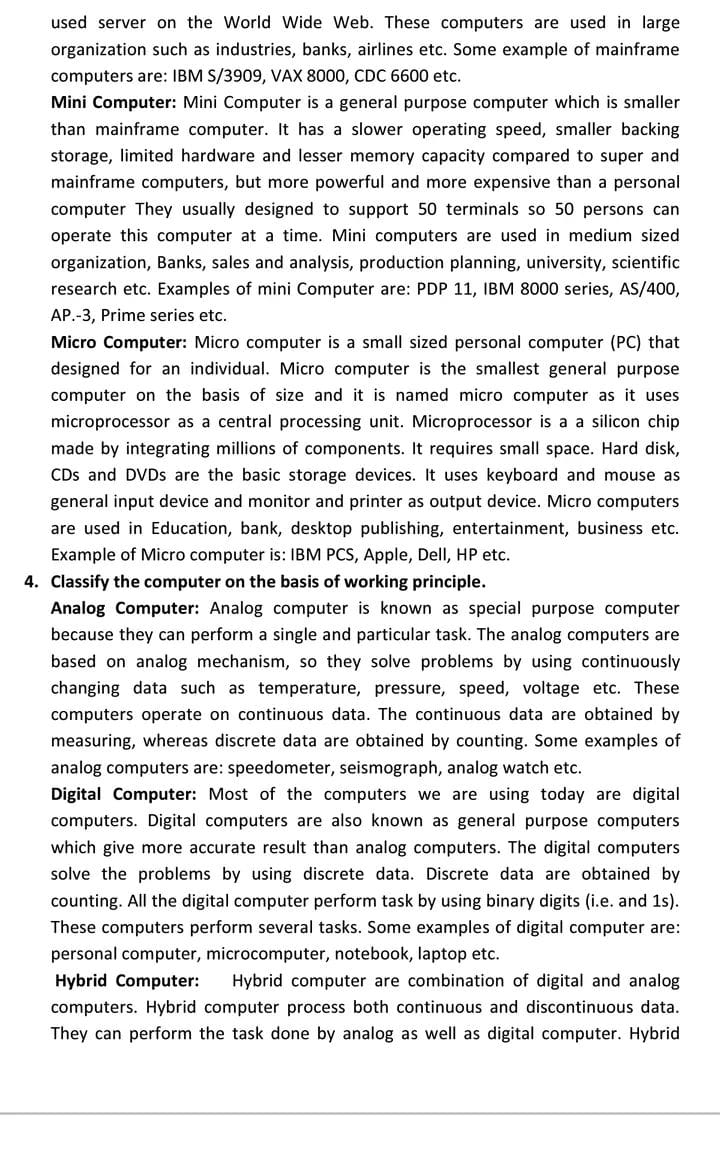 used server on the World Wide Web. These computers are used in large
organization such as industries, banks, airlines etc. Some example of mainframe
computers are: IBM S/3909, VAX 8000, CDC 6600 etc.
Mini Computer: Mini Computer is a general purpose computer which is smaller
than mainframe computer. It has a slower operating speed, smaller backing
storage, limited hardware and lesser memory capacity compared to super and
mainframe computers, but more powerful and more expensive than a personal
computer They usually designed to support 50 terminals so 50 persons can
operate this computer at a time. Mini computers are used in medium sized
organization, Banks, sales and analysis, production planning, university, scientific
research etc. Examples of mini Computer are: PDP 11, IBM 8000 series, AS/400,
AP.-3, Prime series etc.
Micro Computer: Micro computer is a small sized personal computer (PC) that
designed for an individual. Micro computer is the smallest general purpose
computer on the basis of size and it is named micro computer as it uses
microprocessor as a central processing unit. Microprocessor is a a silicon chip
made by integrating millions of components. It requires small space. Hard disk,
CDs and DVDs are the basic storage devices. It uses keyboard and mouse as
general input device and monitor and printer as output device. Micro computers
are used in Education, bank, desktop publishing, entertainment, business etc.
Example of Micro computer is: IBM PCS, Apple, Dell, HP etc.
4. Classify the computer on the basis of working principle.
Analog Computer: Analog computer is known as special purpose computer
because they can perform a single and particular task. The analog computers are
based on analog mechanism, so they solve problems by using continuously
changing data such as temperature, pressure, speed, voltage etc. These
computers operate on continuous data. The continuous data are obtained by
measuring, whereas discrete data are obtained by counting. Some examples of
analog computers are: speedometer, seismograph, analog watch etc.
Digital Computer: Most of the computers we are using today are digital
computers. Digital computers are also known as general purpose computers
which give more accurate result than analog computers. The digital computers
solve the problems by using discrete data. Discrete data are obtained by
counting. All the digital computer perform task by using binary digits (i.e. and 1s).
These computers perform several tasks. Some examples of digital computer are:
personal computer, microcomputer, notebook, laptop etc.
Hybrid Computer: Hybrid computer are combination of digital and analog
computers. Hybrid computer process both continuous and discontinuous data.
They can perform the task done by analog as well as digital computer. Hybrid